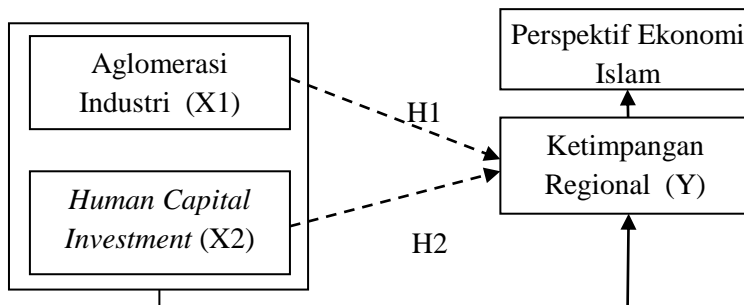 Aglomerasi
Industri (X1)
Human Capital
Investment (X2)
H1
H2
Perspektif Ekonomi
Islam
Ketimpangan
Regional (Y)